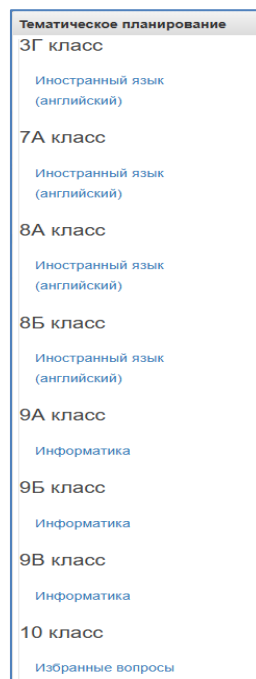 Тематическое планирование
3Г класс
Иностранный язык
(английский)
7А класс
Иностранный язык
(английский)
8А класс
Иностранный язык
(английский)
8Б класс
Иностранный язык
(английский)
9А класс
Информатика
9Б класс
Информатика
9В класс
Информатика
10 класс
Избранные вопросы